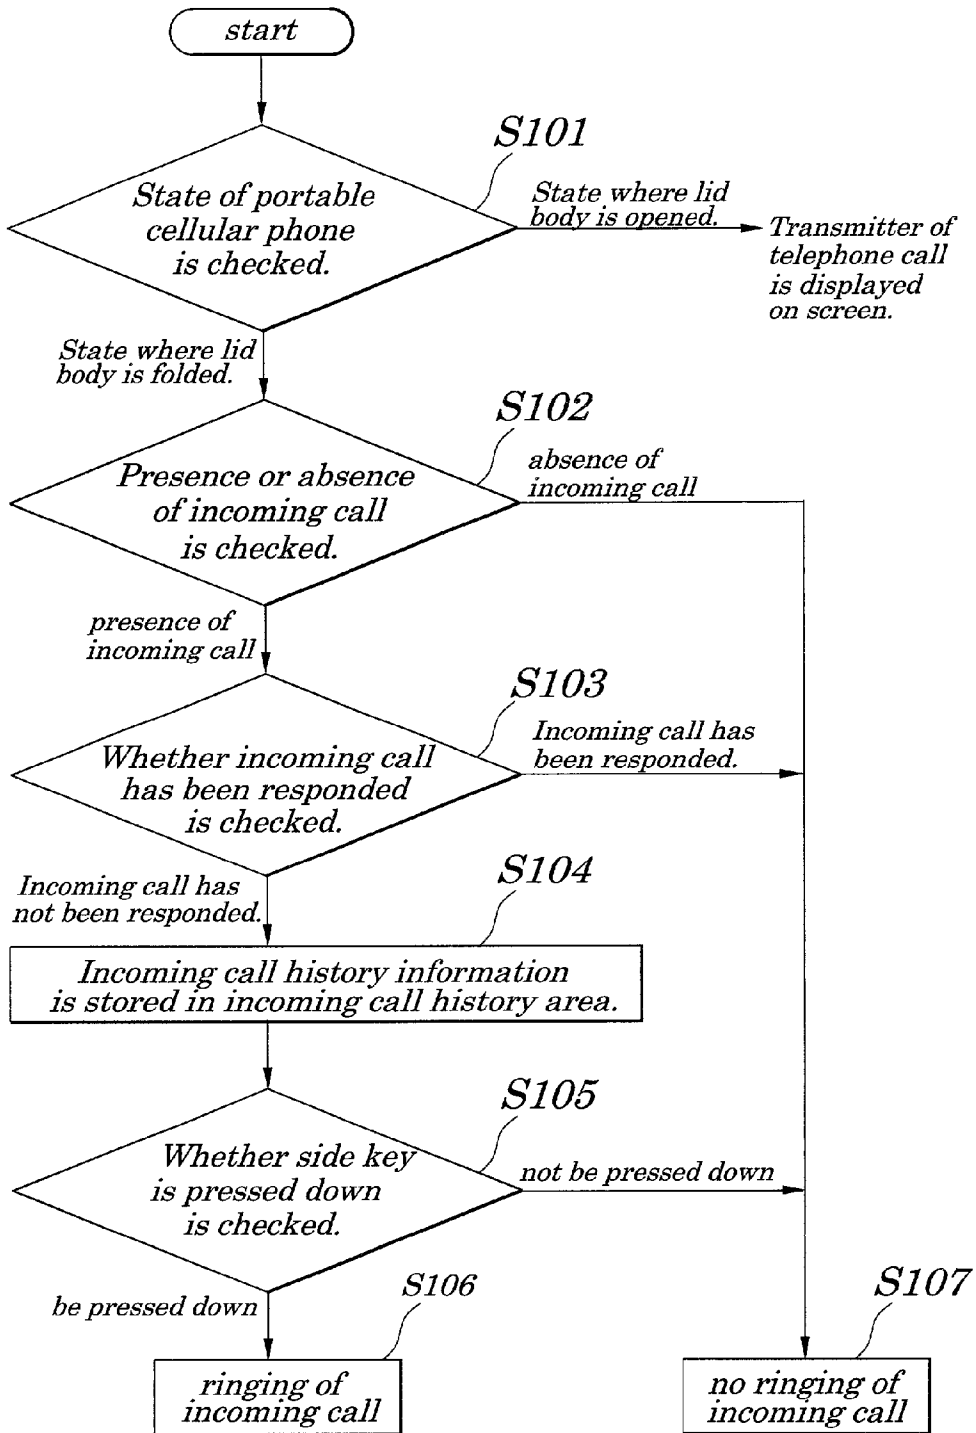 start
S101
State of portable
cellular phone
is checked.
State where lid
body is opened.
Transmitter of
telephone call
is displayed
on screen.
State where lid
body is folded.
S102
Presence or absence
of incoming call
is checked.
absence of
incoming call
presence of
incoming call
S103
Whether incoming call
has been responded
is checked.
Incoming call has
been responded.
Incoming call has
not been responded.
S104
Incoming call history information
is stored in incoming call history area.
S105
Whether side key
is pressed down
is checked.
not be pressed down
be pressed down
S106
ringing of
incoming call
S107
no ringing of
incoming call